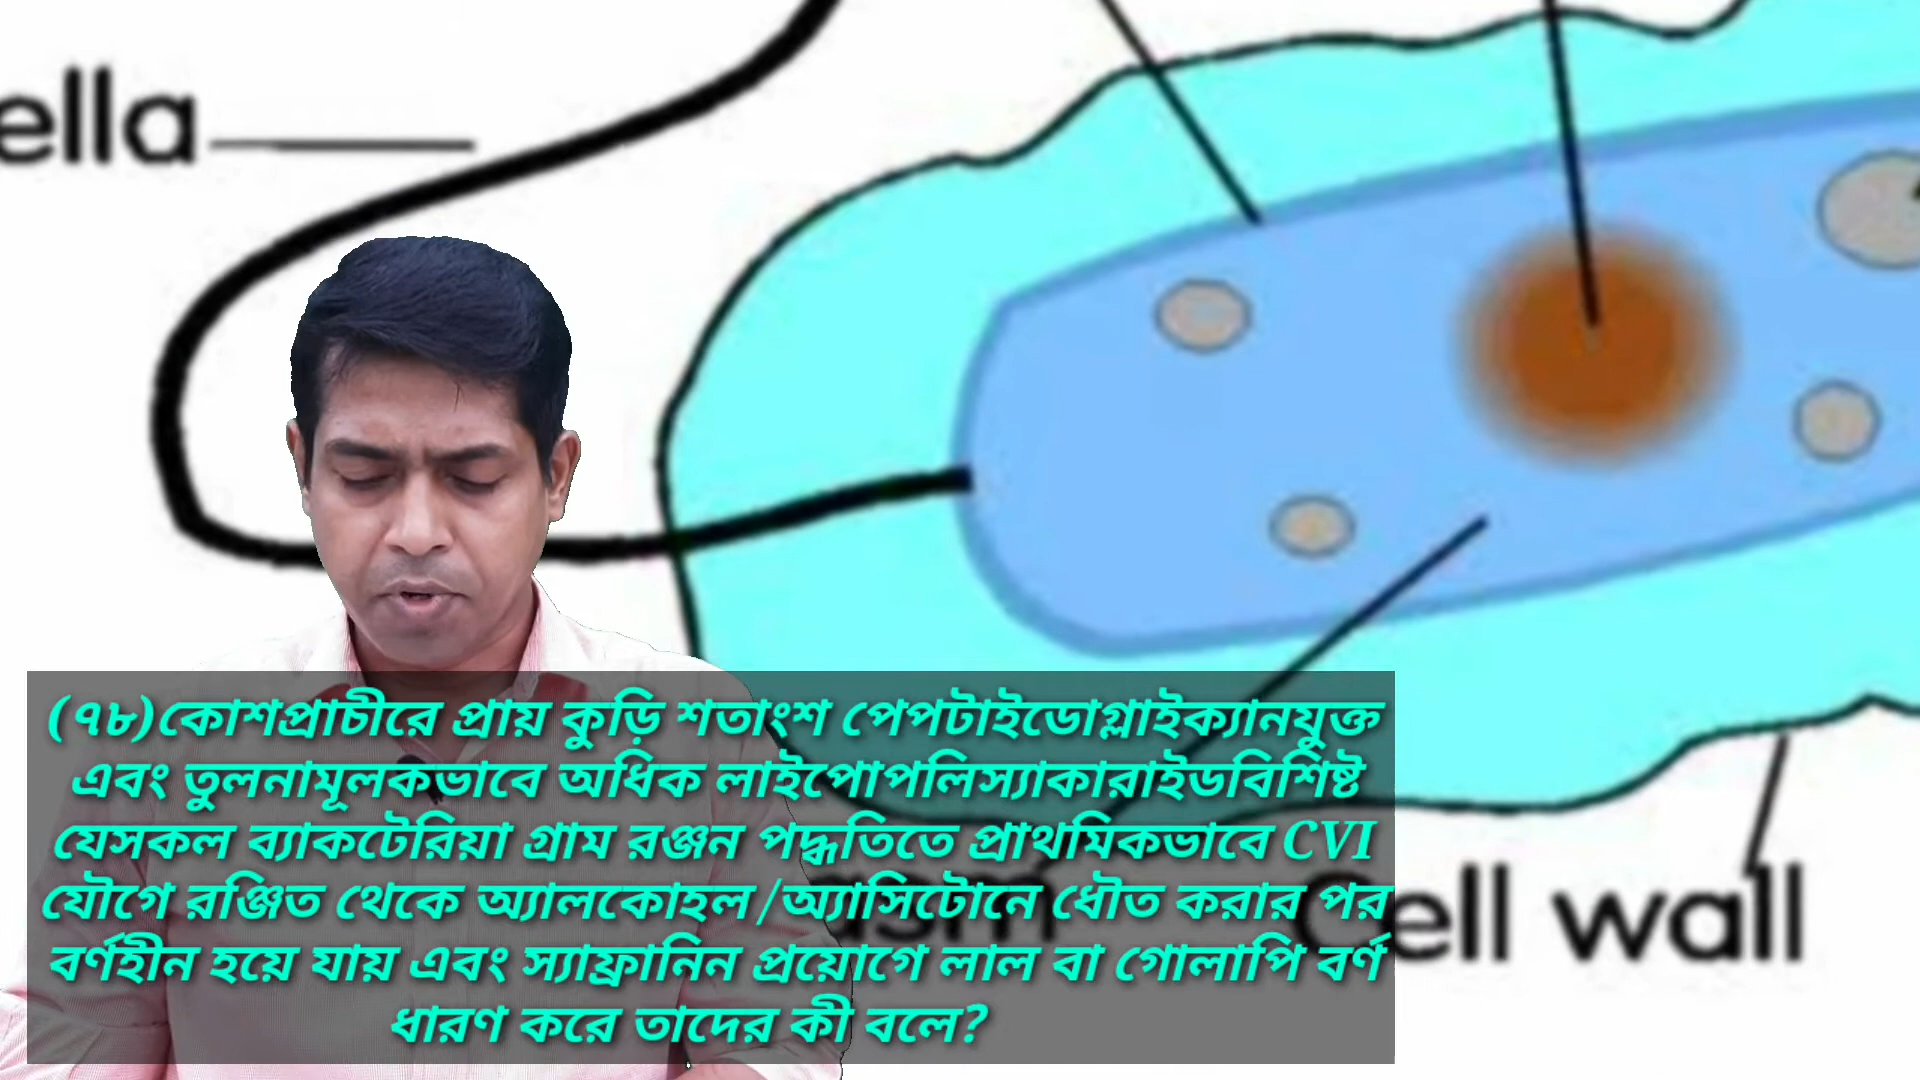 ella
(৭৮)কোশপ্রাচীরে প্রায় কুড়ি শতাংশ পেপটাইডোগ্লাইক্যানযুক্ত
এবং তুলনামূলকভাবে অধিক লাইপোপলিস্যাকারাইডবিশিষ্ট
যেসকল ব্যাকটেরিয়া গ্রাম রঞ্জন পদ্ধতিতে প্রাথমিকভাবে CVI
যৌগে রঞ্জিত থেকে অ্যালকোহল/অ্যাসিটোনে ধৌত করার পর
বর্ণহীন হয়ে যায় এবং স্যাফ্রানিন প্রয়োগে লাল বা গোলাপি বর্ণ
ধারণ করে তাদের কী বলে?
asm
Cell wall